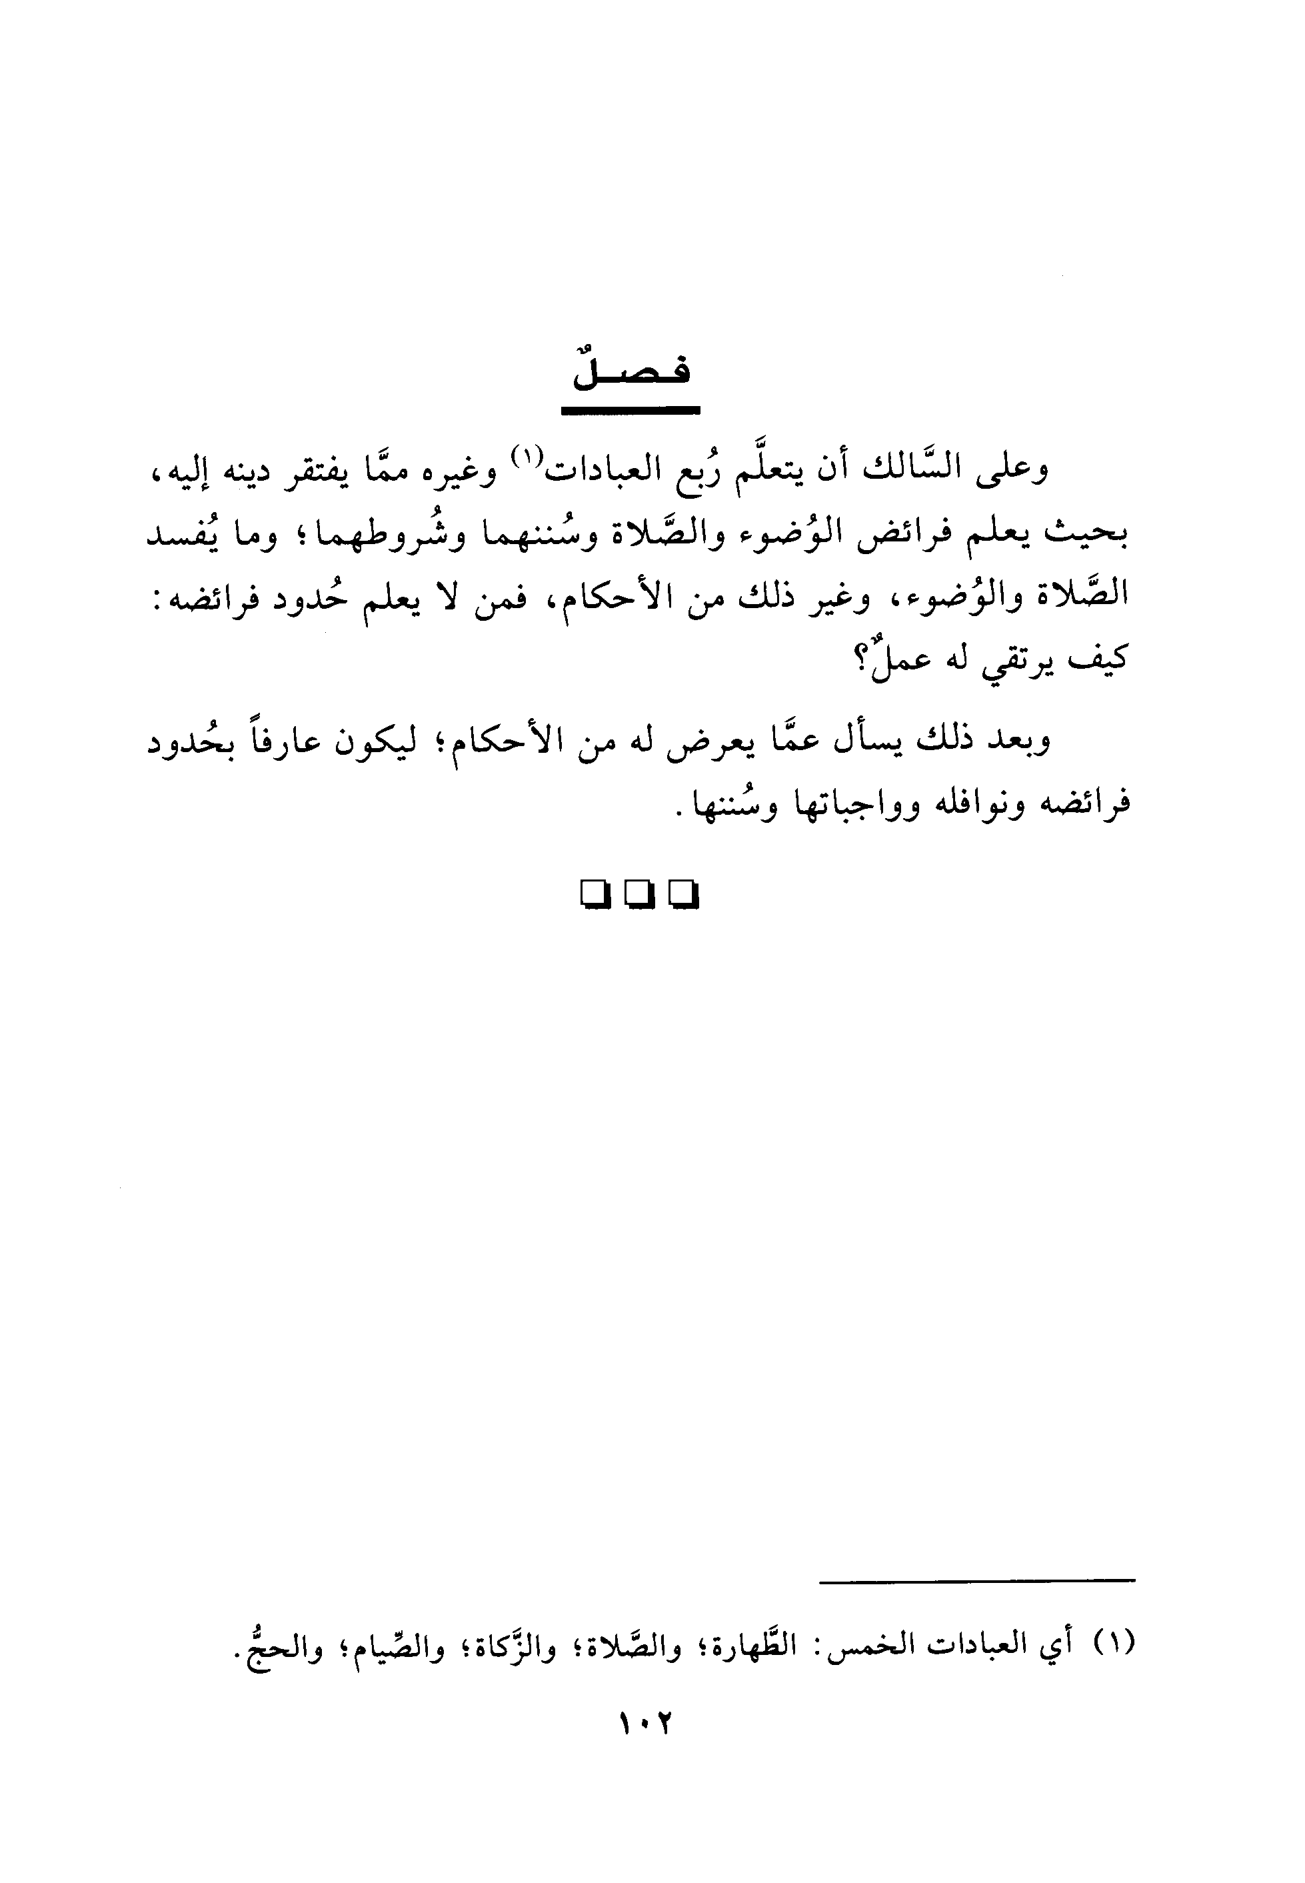 فصلٌ
وعلى السَّالك أن يتعلَّم رُبع العبادات(١) وغيره ممَّا يفتقر دينه إليه،
بحيث يعلم فرائض الوُضوء والصَّلاة وسُننهما وشُروطهما؛ وما يُفسد
الصَّلاة والوُضوء، وغير ذلك من الأحكام، فمن لا يعلم حُدود فرائضه:
كيف يرتقي له عملٌ؟
وبعد ذلك يسأل عمَّا يعرض له من الأحكام؛ ليكون عارفاً بحُدود
فرائضه ونوافله وواجباتها وسُننها.
(١) أي العبادات الخمس: الطَّهارة؛ والصَّلاة؛ والزَّكاة؛ والصِّيام؛ والحجُّ.
١٠٢